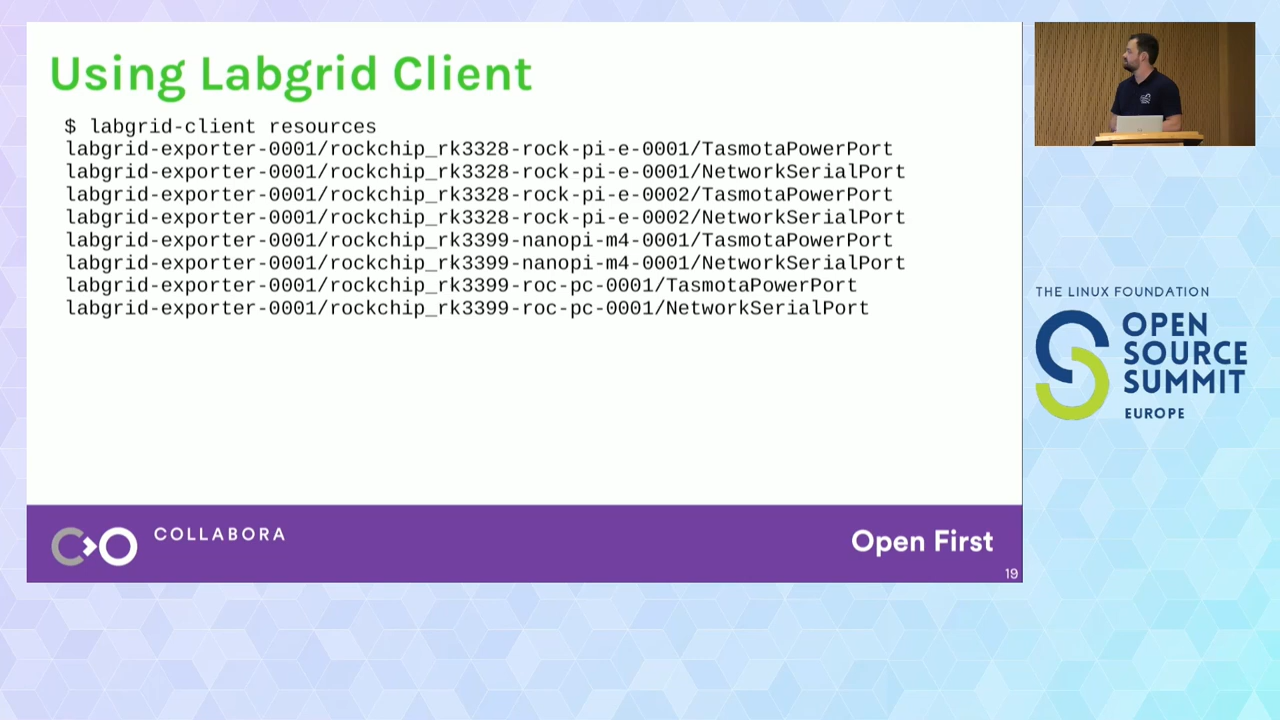 Using Labgrid Client
$ labgrid-client resources
labgrid-exporter-0001/rockchip_rk3328-rock-pi-e-0001/TasmotaPowerPort
labgrid-exporter-0001/rockchip_rk3328-rock-pi-e-0001/NetworkSerialPort
labgrid-exporter-0001/rockchip_rk3328-rock-pi-e-0002/TasmotaPowerPort
labgrid-exporter-0001/rockchip_rk3328-rock-pi-e-0002/NetworkSerialPort
labgrid-exporter-0001/rockchip_rk3399-nanopi-m4-0001/TasmotaPowerPort
labgrid-exporter-0001/rockchip_rk3399-nanopi-m4-0001/NetworkSerialPort
labgrid-exporter-0001/rockchip_rk3399-roc-pc-0001/TasmotaPowerPort
labgrid-exporter-0001/rockchip_rk3399-roc-pc-0001/NetworkSerialPort
COLLABORA
Open First
19
THE LINUX FOUNDATION
OPEN
SOURCE
SUMMIT
EUROPE